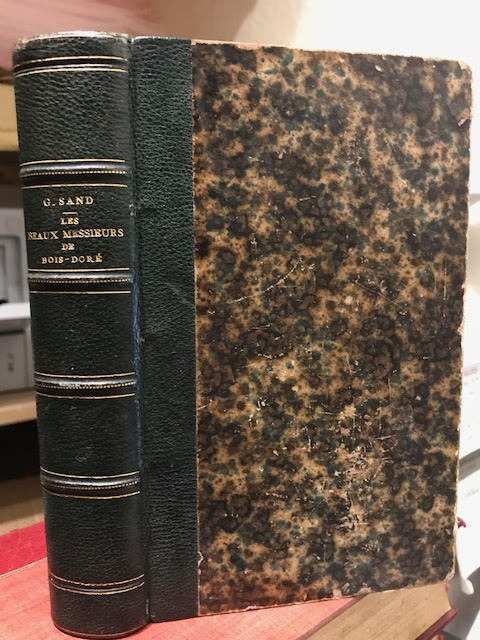 G. SAND
LES
BEAUX MESSIEURS
DE
BOIS-DORÉ